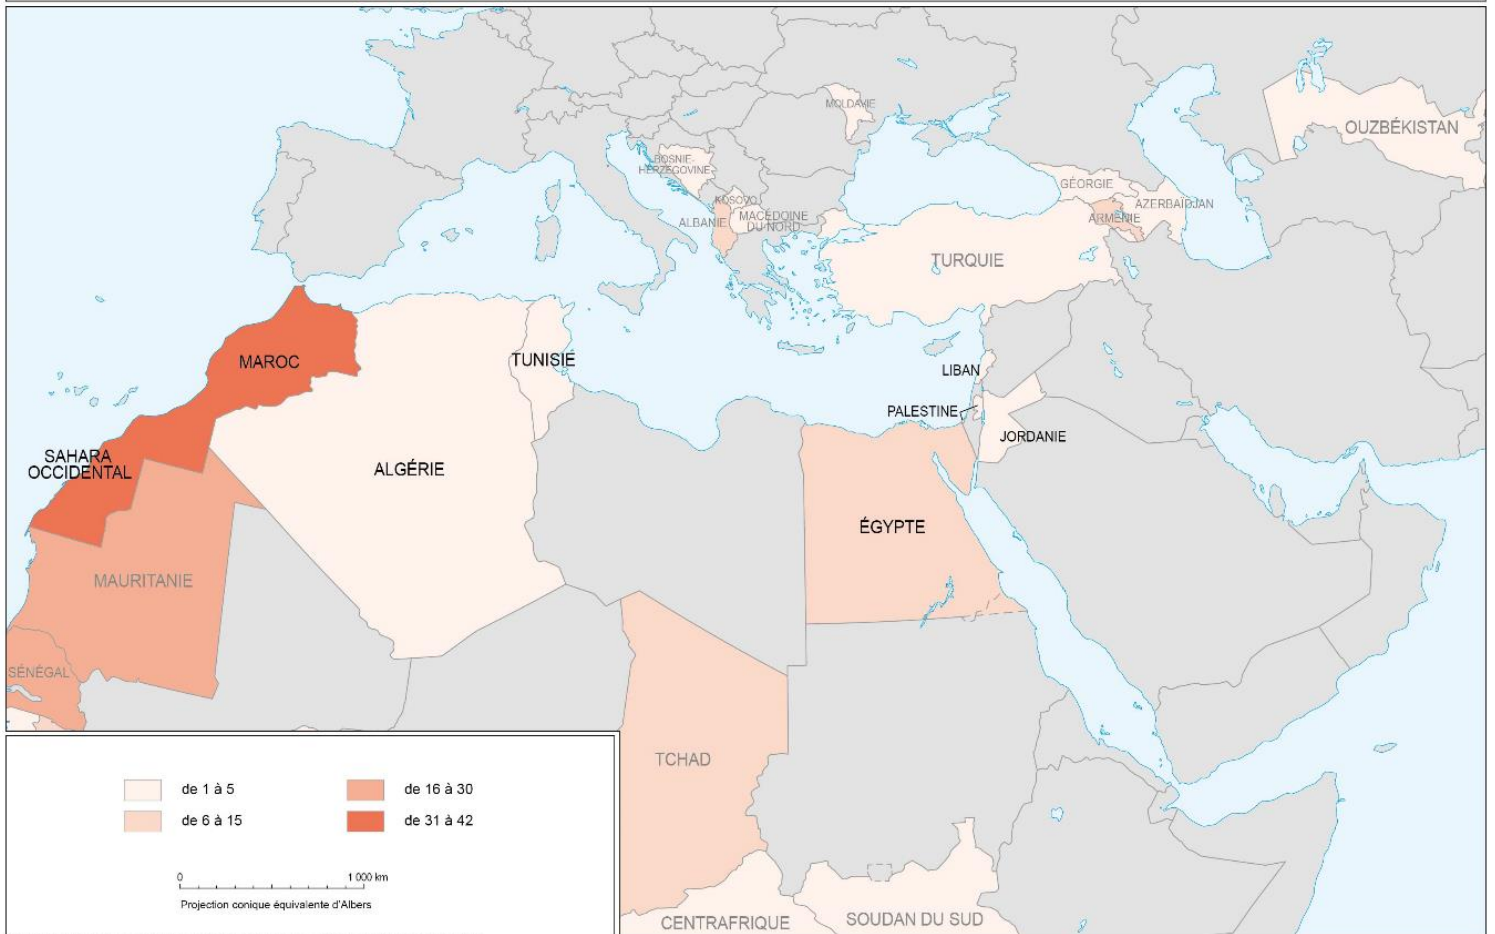 MOLDAVIE
OUZBÉKISTAN
BOSNIE-
HERZÉGOVINE
GÉORGIE
KOSOVO
AZERBAÏDJAN
ALBANIE
MACÉDOINE
DU NORD
ARMÉNIE
TURQUIE
MAROC
TUNISIE
LIBAN
PALESTINE
JORDANIE
SAHARA
OCCIDENTAL
ALGÉRIE
ÉGYPTE
MAURITANIE
SÉNÉGAL
TCHAD
de 1 à 5
de 16 à 30
de 6 à 15
de 31 à 42
0
1 000 km
Projection conique équivalente d'Albers
CENTRAFRIQUE
SOUDAN DU SUD